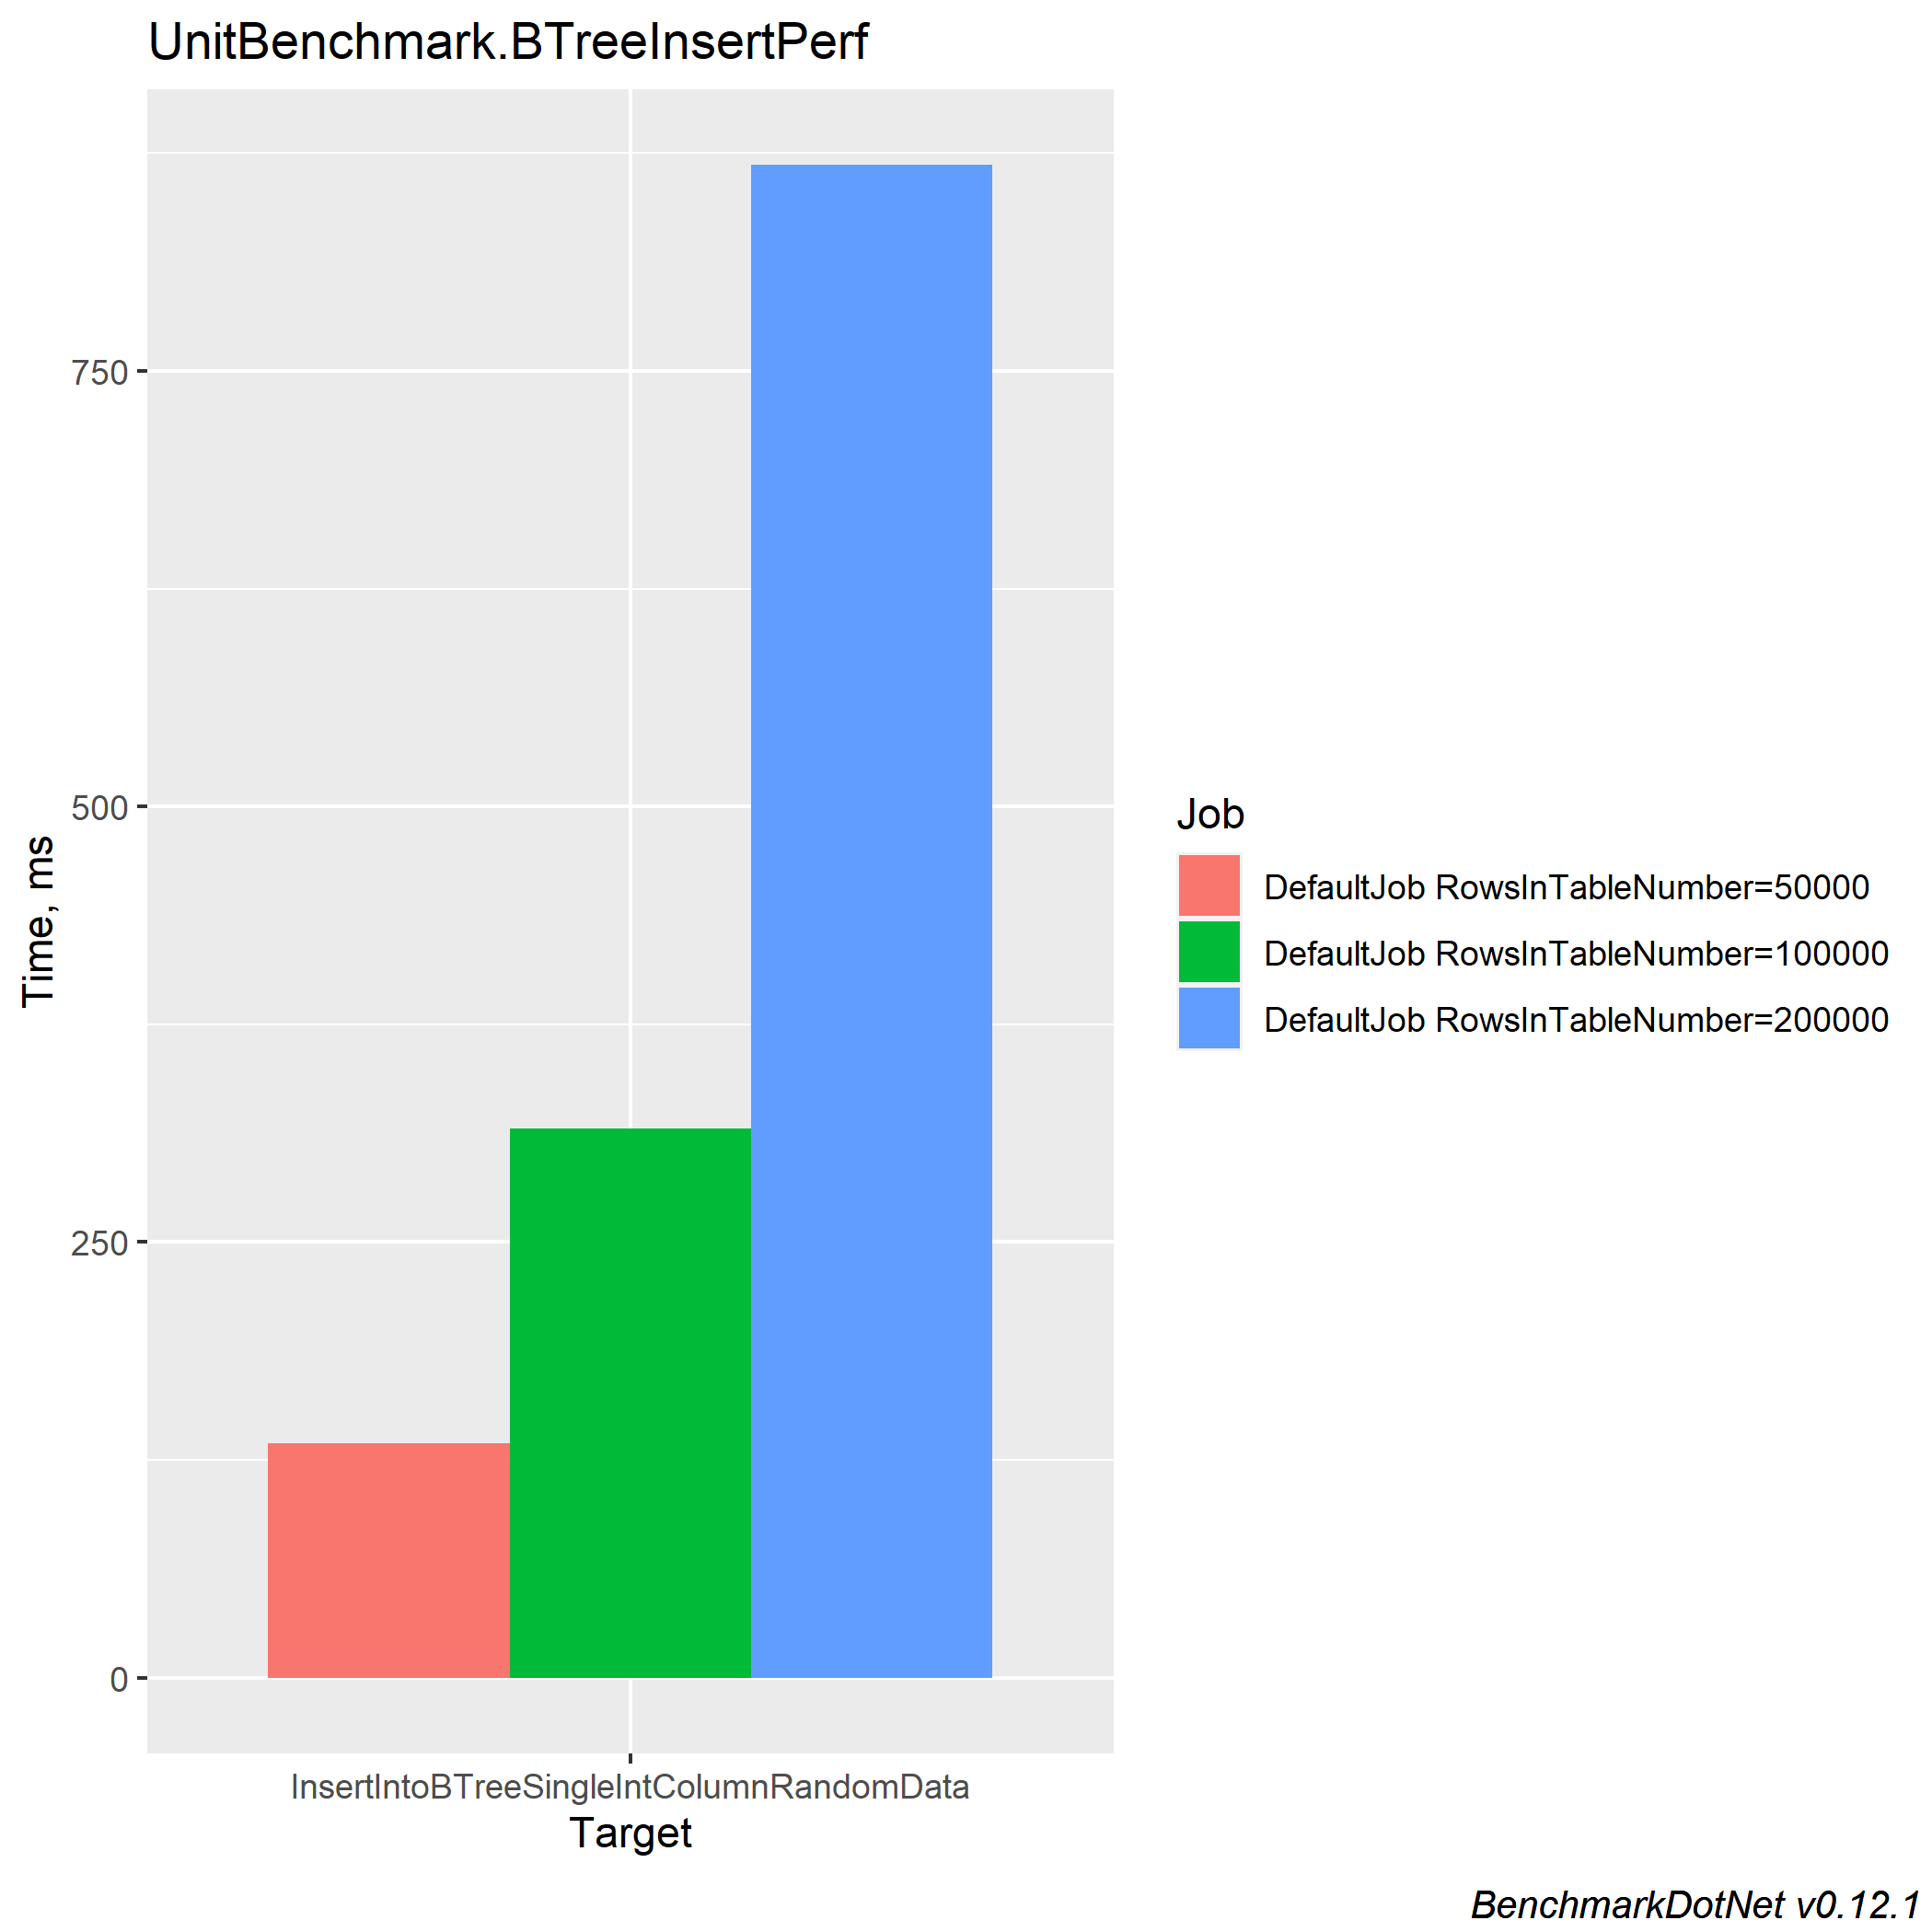 UnitBenchmark.BTreeInsertPerf
Time, ms
750
500
250
0
InsertIntoBTreeSingleIntColumnRandomData
Target
Job
DefaultJob RowsInTableNumber=50000
DefaultJob RowsInTableNumber=100000
DefaultJob RowsInTableNumber=200000
BenchmarkDotNet v0.12.1